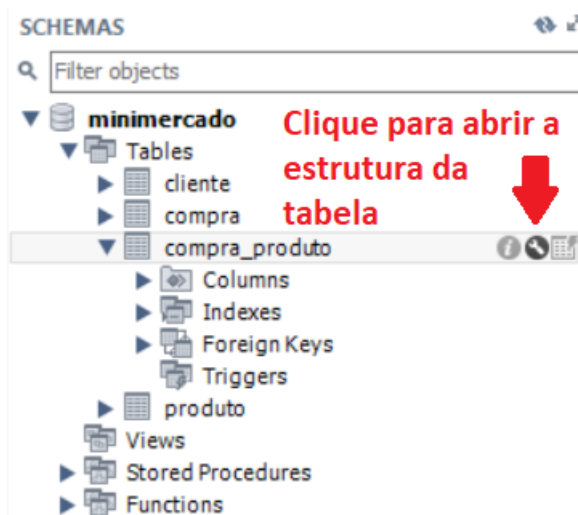 SCHEMAS
Filter objects
minimercado
Clique para abrir a
estrutura da
tabela
Tables
cliente
compra
compra_produto
Columns
Indexes
Foreign Keys
Triggers
produto
Views
Stored Procedures
Functions